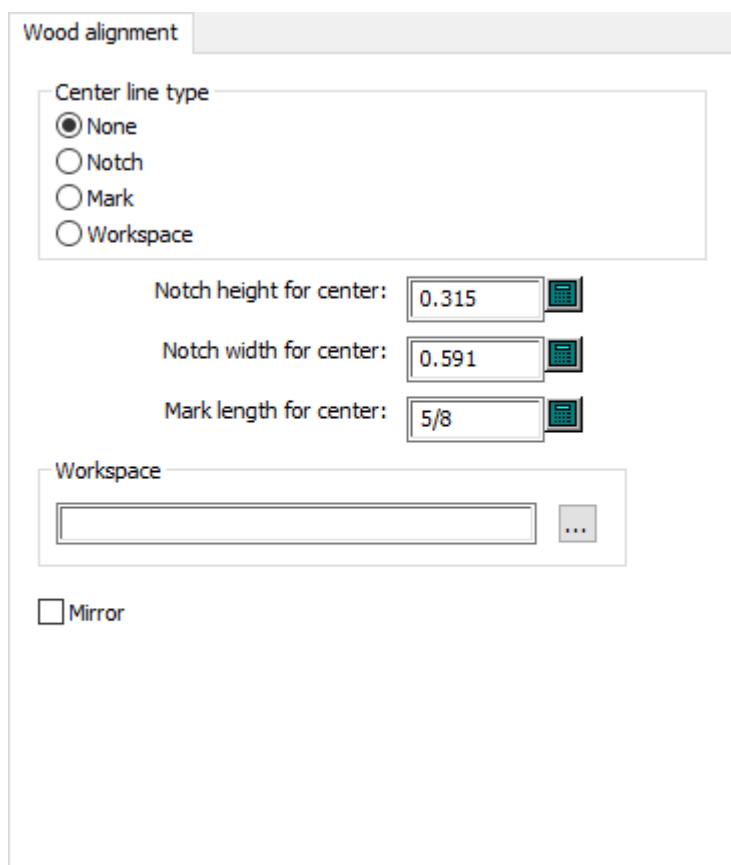 Wood alignment
Center line type
None
Notch
Mark
Workspace
Notch height for center: 0.315
Notch width for center: 0.591
Mark length for center: 5/8
Workspace
...
Mirror